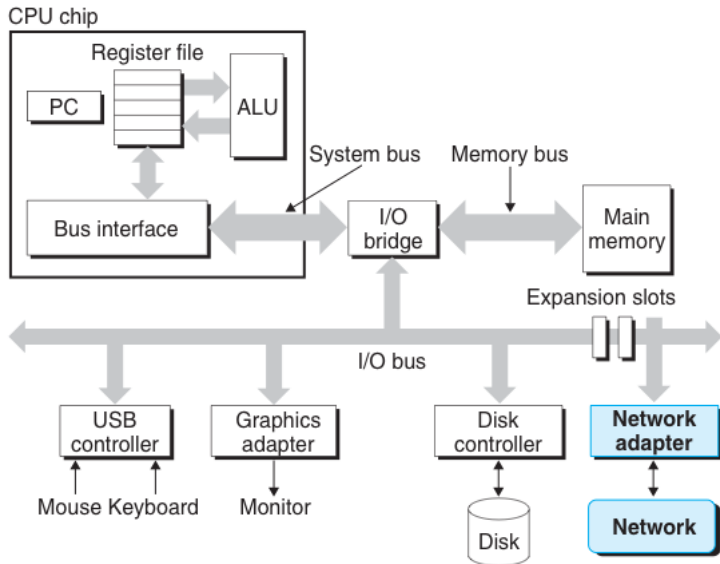 CPU chip
Register file
PC
ALU
System bus
Memory bus
Bus interface
I/O
bridge
Main
memory
Expansion slots
I/O bus
USB
controller
Graphics
adapter
Disk
controller
Network
adapter
Mouse Keyboard
Monitor
Disk
Network